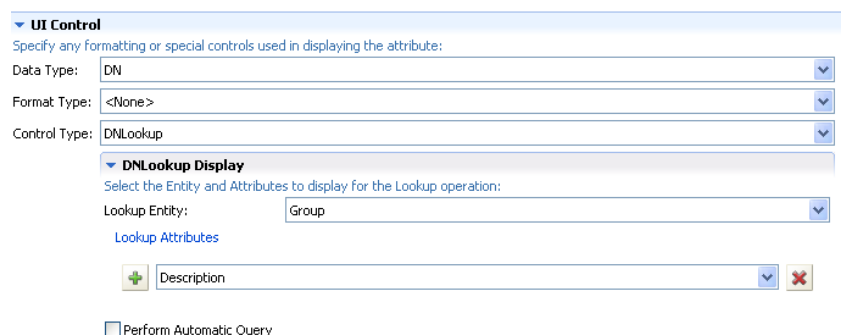 UI Control
Specify any formatting or special controls used in displaying the attribute:
Data Type: DN
Format Type: <None>
Control Type: DNLookup
DNLookup Display
Select the Entity and Attributes to display for the Lookup operation:
Lookup Entity: Group
Lookup Attributes
Description
Perform Automatic Query